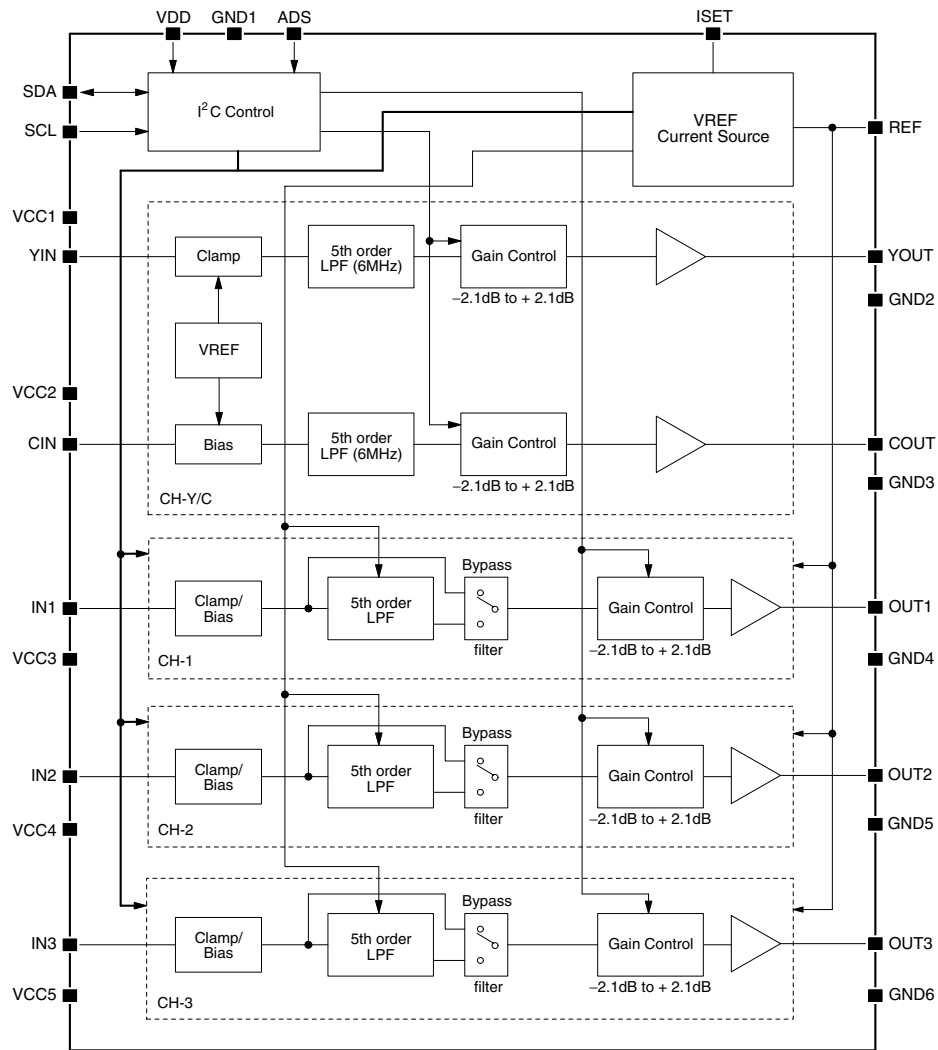 VDD GND1 ADS ISET
SDA
I²C Control
SCL
VREF
Current Source
REF
VCC1
YIN
Clamp
5th order
LPF (6MHz)
Gain Control
−2.1dB to + 2.1dB
YOUT
GND2
VREF
VCC2
CIN
Bias
5th order
LPF (6MHz)
Gain Control
−2.1dB to + 2.1dB
COUT
GND3
CH-Y/C
IN1
Clamp/
Bias
5th order
LPF
Bypass
filter
Gain Control
−2.1dB to + 2.1dB
OUT1
VCC3
CH-1
GND4
IN2
Clamp/
Bias
5th order
LPF
Bypass
filter
Gain Control
−2.1dB to + 2.1dB
OUT2
VCC4
CH-2
GND5
IN3
Clamp/
Bias
5th order
LPF
Bypass
filter
Gain Control
−2.1dB to + 2.1dB
OUT3
VCC5
CH-3
GND6